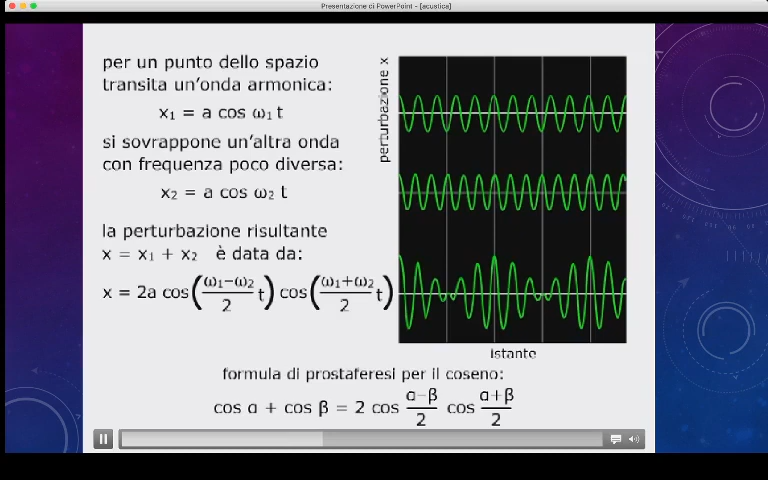 Presentazione di PowerPoint - [acustica]
per un punto dello spazio
transita un'onda armonica:
x₁ = a cos ω₁ t
si sovrappone un'altra onda
con frequenza poco diversa:
x₂ = a cos ω₂ t
la perturbazione risultante
x = x₁ + x₂ è data da:
x = 2a cos((ω₁−ω₂)/2 t) cos((ω₁+ω₂)/2 t)
perturbazione x
istante
formula di prostaferesi per il coseno:
cos α + cos β = 2 cos (α−β)/2 cos (α+β)/2